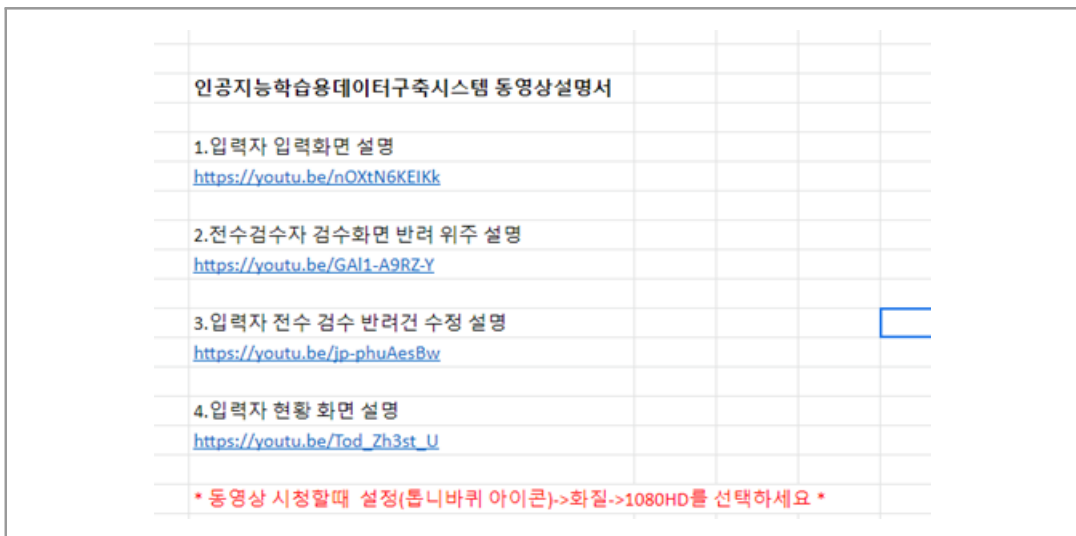 인공지능학습용데이터구축시스템 동영상설명서
1.입력자 입력화면 설명
https://youtu.be/nOXtN6KEIKk
2.전수검수자 검수화면 반려 위주 설명
https://youtu.be/GAl1-A9RZ-Y
3.입력자 전수 검수 반려건 수정 설명
https://youtu.be/jp-phuAesBw
4.입력자 현황 화면 설명
https://youtu.be/Tod_Zh3st_U
* 동영상 시청할때 설정(톱니바퀴 아이콘)->화질->1080HD를 선택하세요 *